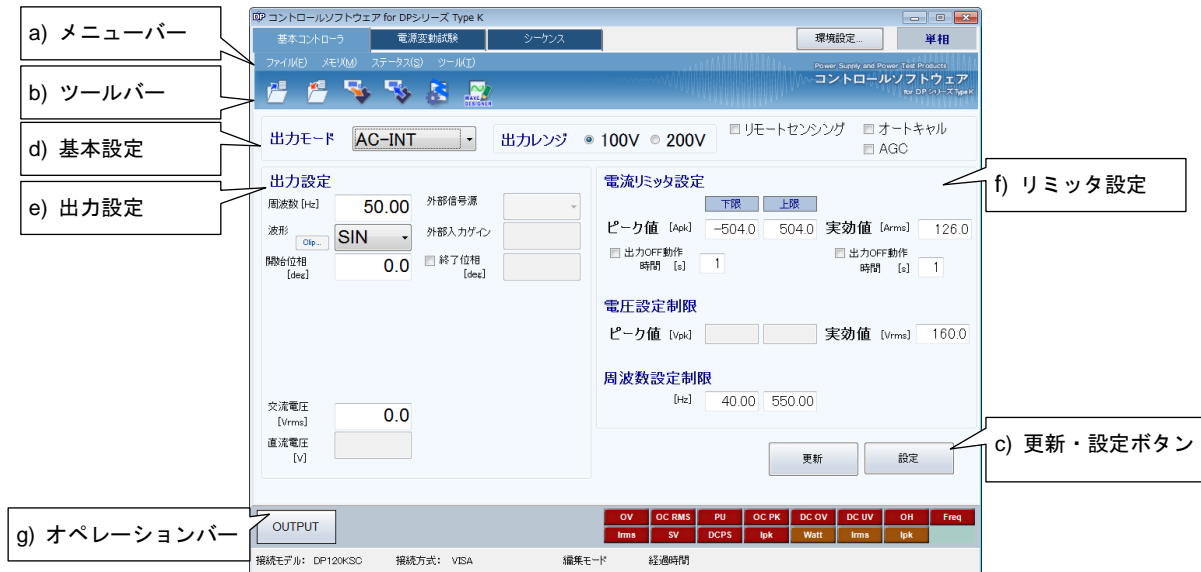 a) メニューバー
b) ツールバー
d) 基本設定
e) 出力設定
g) オペレーションバー
f) リミッタ設定
c) 更新・設定ボタン
DP コントロールソフトウェア for DPシリーズ Type K
基本コントローラ 電源変動試験 シーケンス 環境設定... 単相
ファイル(F) メモリ(M) ステータス(S) ツール(T)
Power Supply and Power Test Products
コントロールソフトウェア
for DPシリーズ TypeK
WAVE DESIGNER
出力モード AC-INT 出力レンジ 100V 200V リモートセンシング オートキャル
AGC
出力設定
周波数 [Hz] 50.00 外部信号源
波形 Clip... SIN 外部入力ゲイン
開始位相 [deg] 0.0 終了位相 [deg]
交流電圧 [Vrms] 0.0
直流電圧 [V]
電流リミッタ設定
下限 上限
ピーク値 [Apk] -504.0 504.0 実効値 [Arms] 126.0
出力OFF動作 時間 [s] 1 出力OFF動作 時間 [s] 1
電圧設定制限
ピーク値 [Vpk] 実効値 [Vrms] 160.0
周波数設定制限
[Hz] 40.00 550.00
更新 設定
OUTPUT
OV OC RMS PU OC PK DC OV DC UV OH Freq
Irms SV DCPS Ipk Watt Irms Ipk
接続モデル: DP120KSC 接続方式: VISA 編集モード 経過時間